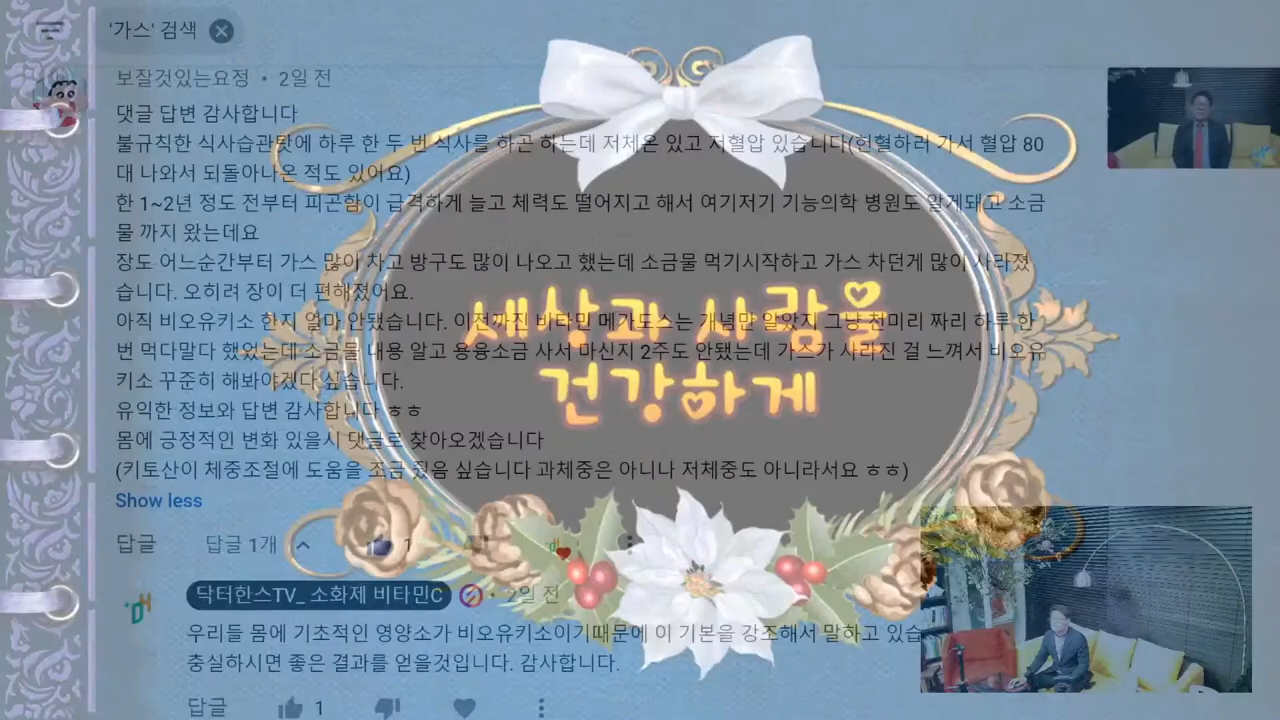 '가스' 검색
보잘것있는요정 • 2일 전
댓글 답변 감사합니다
불규칙한 식사습관탓에 하루 한 두 번 식사를 하곤 하는데 저체온 있고 저혈압 있습니다(헌혈하러 가서 혈압 80
대 나와서 되돌아나온 적도 있어요)
한 1~2년 정도 전부터 피곤함이 급격하게 늘고 체력도 떨어지고 해서 여기저기 기능의학 병원도 알게돼고 소금
물 까지 왔는데요
장도 어느순간부터 가스 많이 차고 방구도 많이 나오고 했는데 소금물 먹기시작하고 가스 차던게 많이 사라졌
습니다. 오히려 장이 더 편해졌어요.
아직 비오유키소 한지 얼마 안됐습니다. 이전까진 비타민 메가도스는 개념만 알았지 그냥 천미리 짜리 하루 한
번 먹다말다 했었는데 소금물 내용 알고 용융소금 사서 마신지 2주도 안됐는데 가스가 사라진 걸 느껴서 비오유
키소 꾸준히 해봐야겠다 싶습니다.
유익한 정보와 답변 감사합니다 ㅎㅎ
몸에 긍정적인 변화 있을시 댓글로 찾아오겠습니다
(키토산이 체중조절에 도움을 조금 줬음 싶습니다 과체중은 아니나 저체중도 아니라서요 ㅎㅎ)
Show less
세상과 사람을
건강하게
답글 답글 1개 1
닥터한스TV_ 소화제 비타민C • 2일 전
우리들 몸에 기초적인 영양소가 비오유키소이기때문에 이 기본을 강조해서 말하고 있습
충실하시면 좋은 결과를 얻을것입니다. 감사합니다.
답글 1